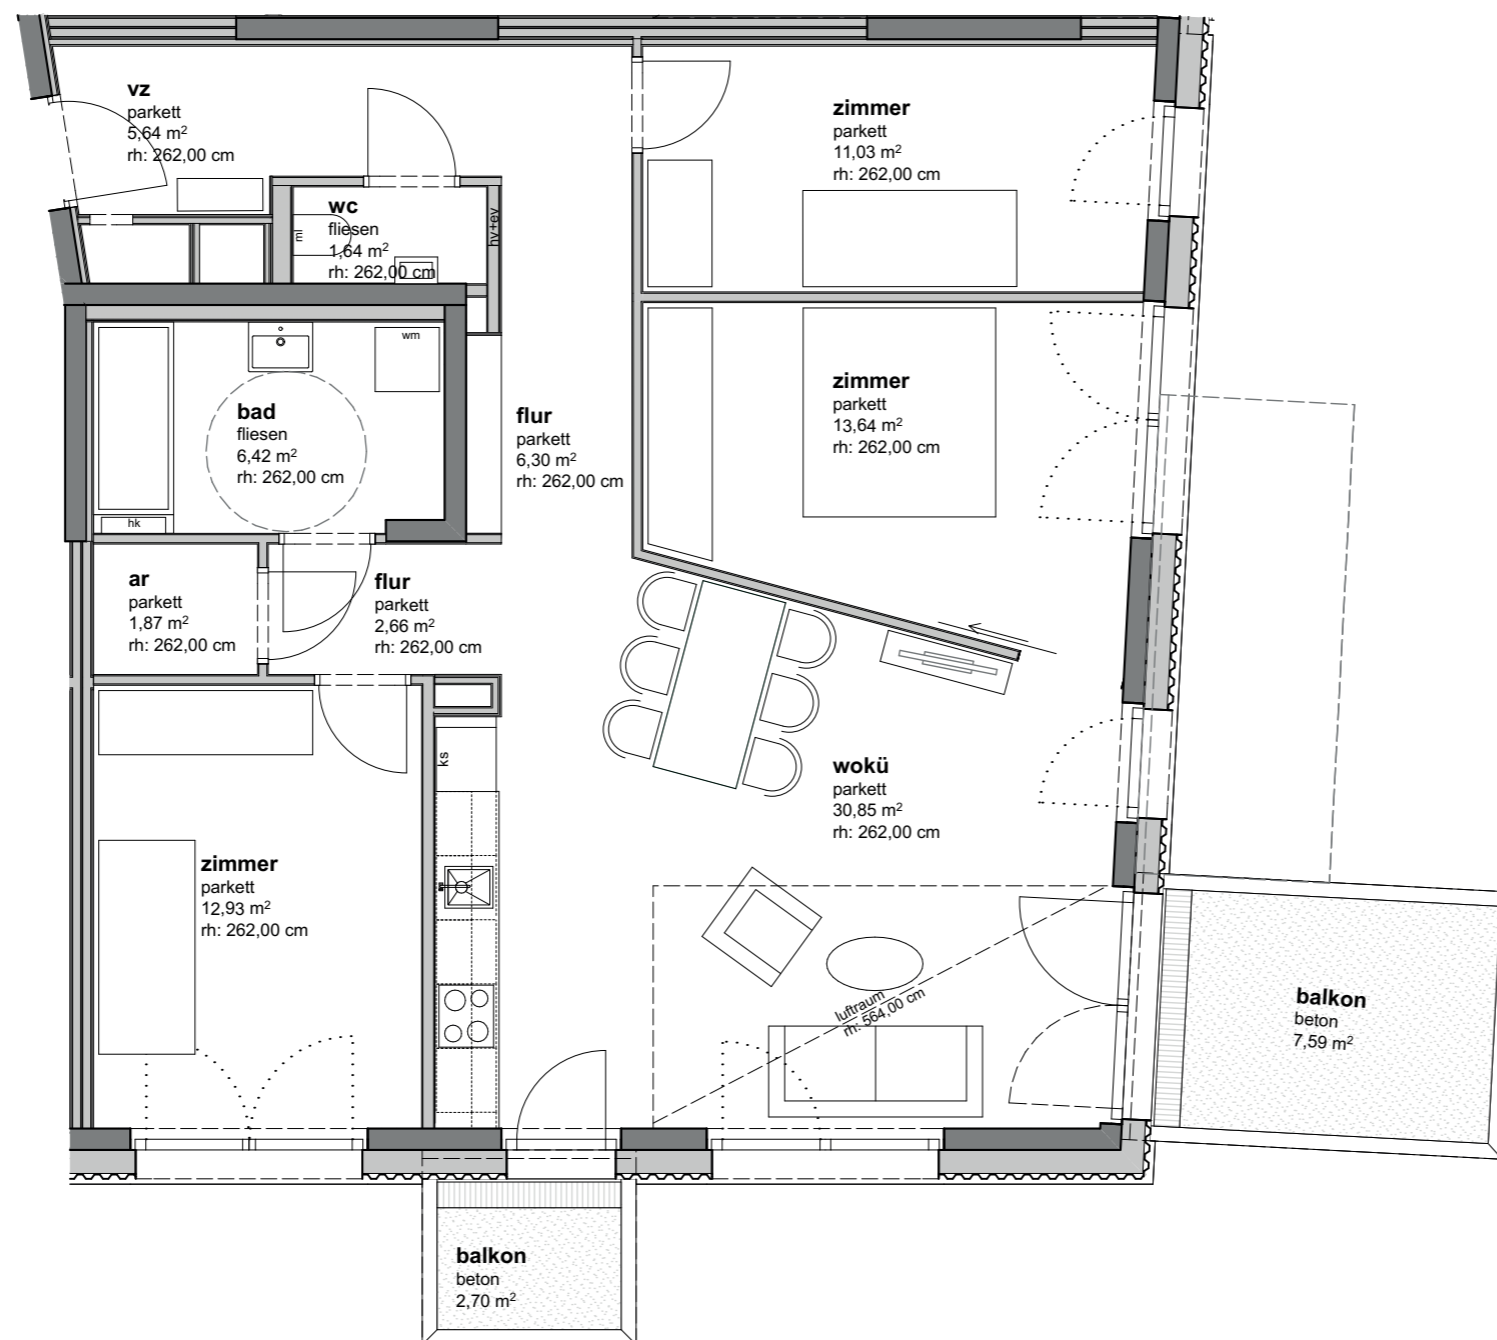 vz
parkett
5,64 m²
rh: 262,00 cm
zimmer
parkett
11,03 m²
rh: 262,00 cm
wc
fliesen
1,64 m²
rh: 262,00 cm
ml
hv+ev
wm
bad
fliesen
6,42 m²
rh: 262,00 cm
hk
flur
parkett
6,30 m²
rh: 262,00 cm
zimmer
parkett
13,64 m²
rh: 262,00 cm
ar
parkett
1,87 m²
rh: 262,00 cm
flur
parkett
2,66 m²
rh: 262,00 cm
ks
wokü
parkett
30,85 m²
rh: 262,00 cm
zimmer
parkett
12,93 m²
rh: 262,00 cm
luftraum
rh: 564,00 cm
balkon
beton
7,59 m²
balkon
beton
2,70 m²